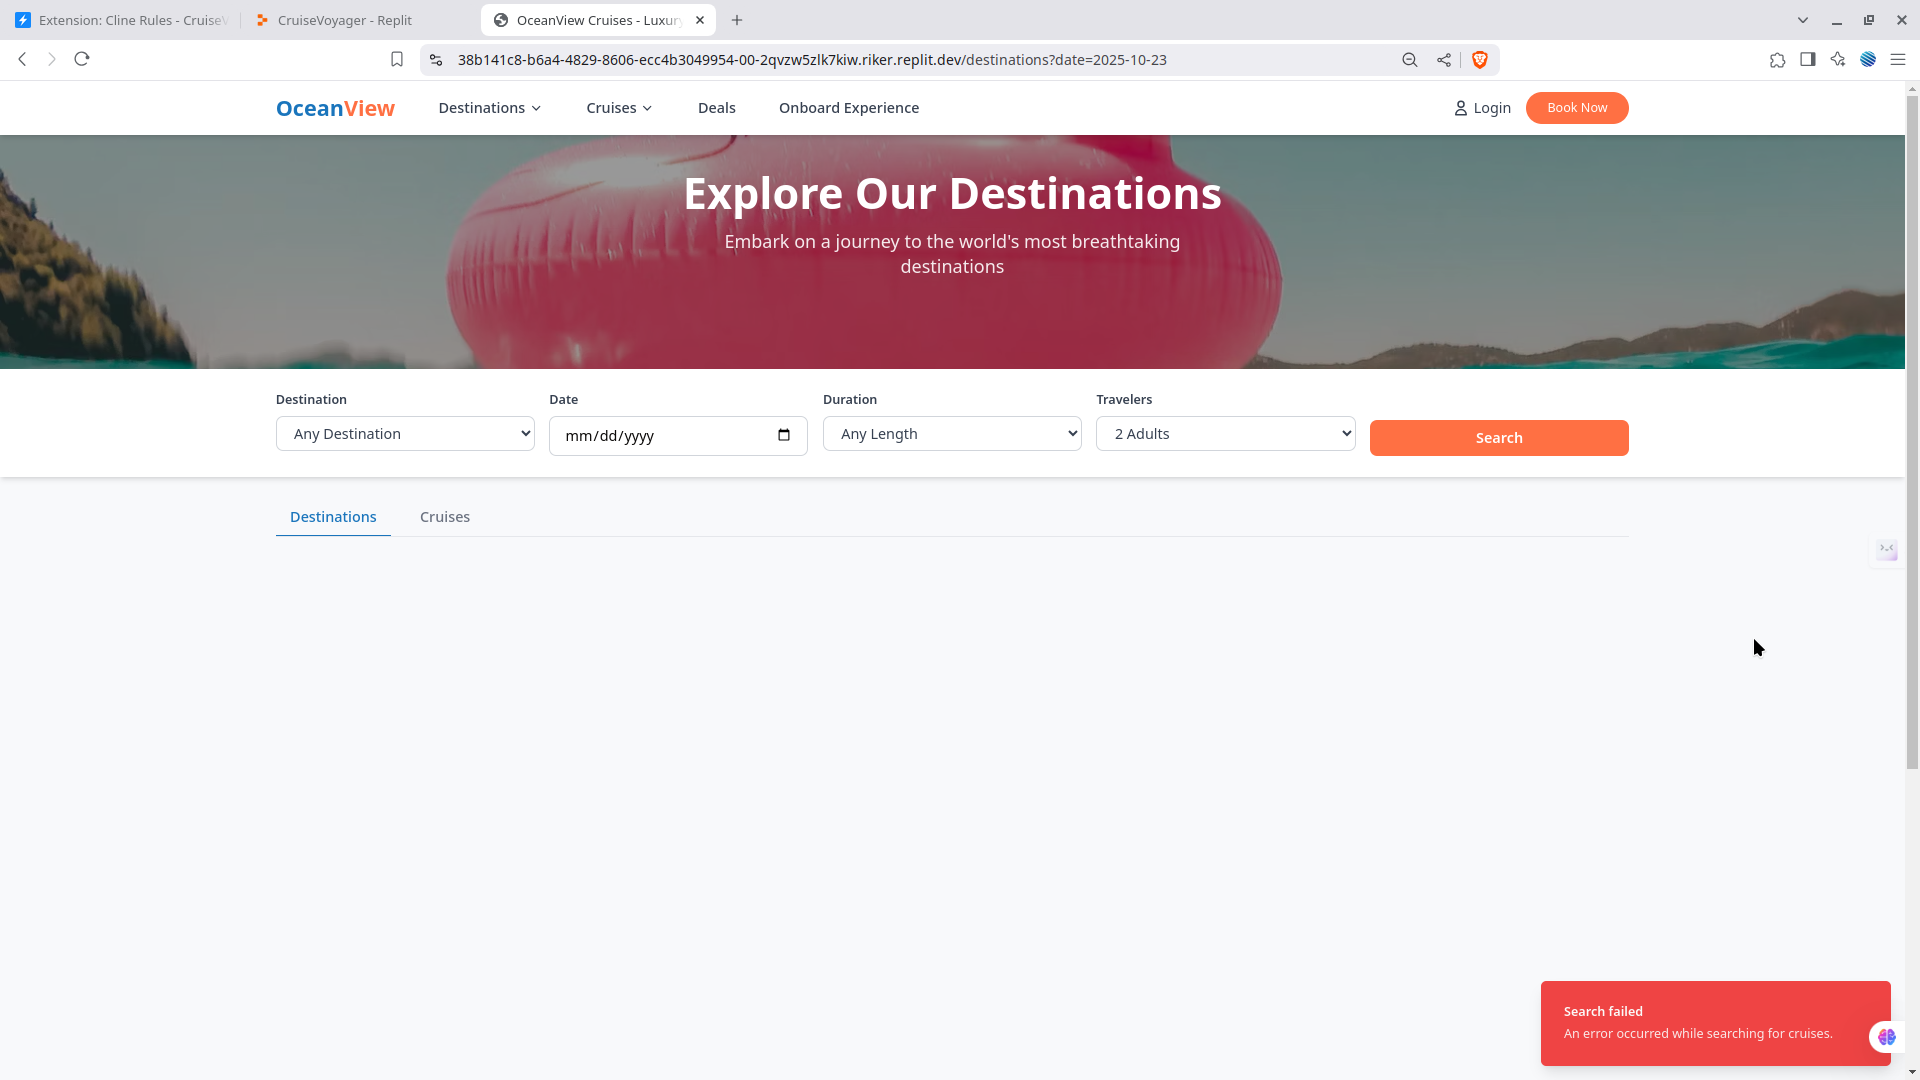 Extension: Cline Rules - CruiseV
CruiseVoyager - Replit
OceanView Cruises - Luxur
38b141c8-b6a4-4829-8606-ecc4b3049954-00-2qvzw5zlk7kiw.riker.replit.dev/destinations?date=2025-10-23
OceanView
Destinations
Cruises
Deals
Onboard Experience
Login
Book Now
Explore Our Destinations
Embark on a journey to the world's most breathtaking
destinations
Destination
Date
Duration
Travelers
Any Destination
mm/dd/yyyy
Any Length
2 Adults
Search
Destinations
Cruises
Search failed
An error occurred while searching for cruises.